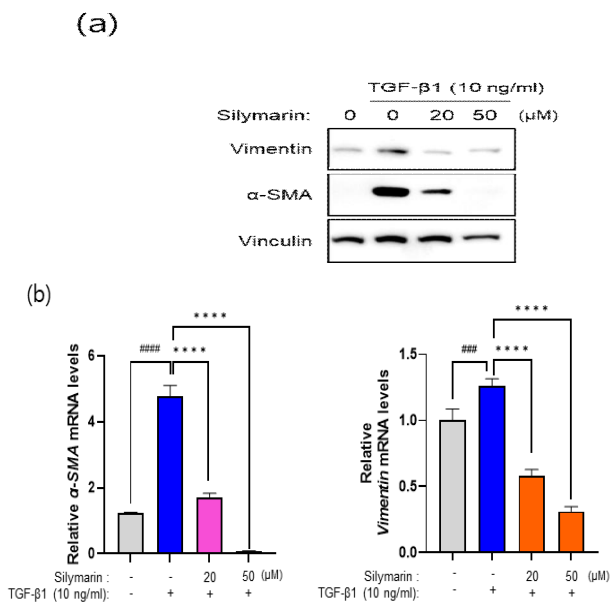 (a)
TGF-β1 (10 ng/ml)
Silymarin: 0 0 20 50 (μM)
Vimentin
α-SMA
Vinculin
(b)
Relative α-SMA mRNA levels
6
4
2
0
####
****
****
Silymarin : - - 20 50 (μM)
TGF-β1 (10 ng/ml) : - + + +
Relative
Vimentin mRNA levels
1.5
1.0
0.5
0.0
###
****
****
Silymarin : - - 20 50 (μM)
TGF-β1 (10 ng/ml) : - + + +